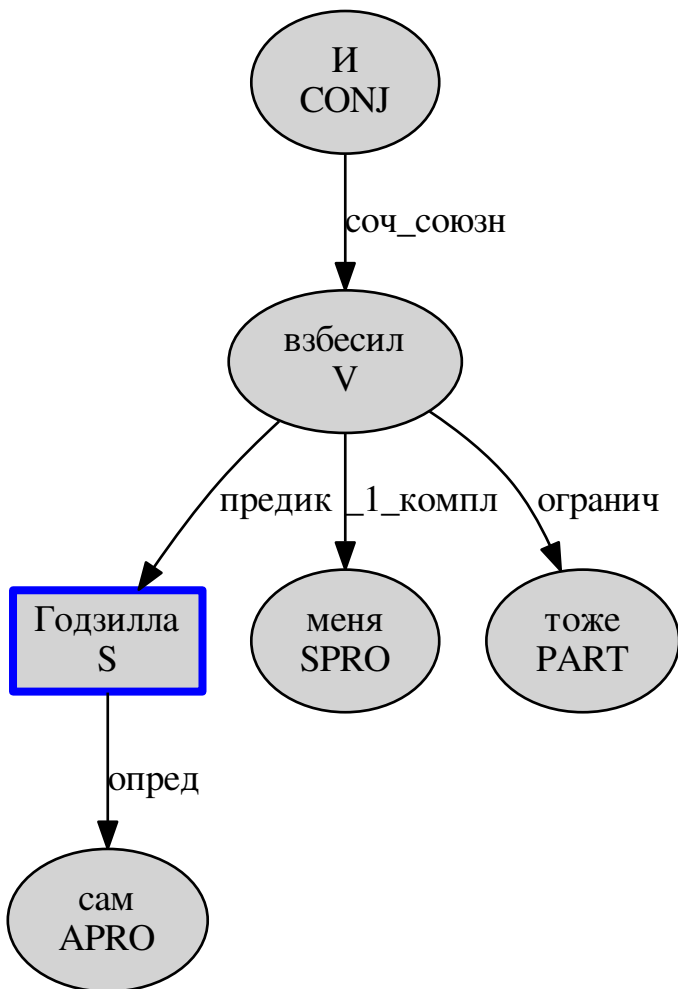 И
CONJ
соч_союзн
взбесил
V
предик
_1_компл
огранич
Годзилла
S
меня
SPRO
тоже
PART
опред
сам
APRO